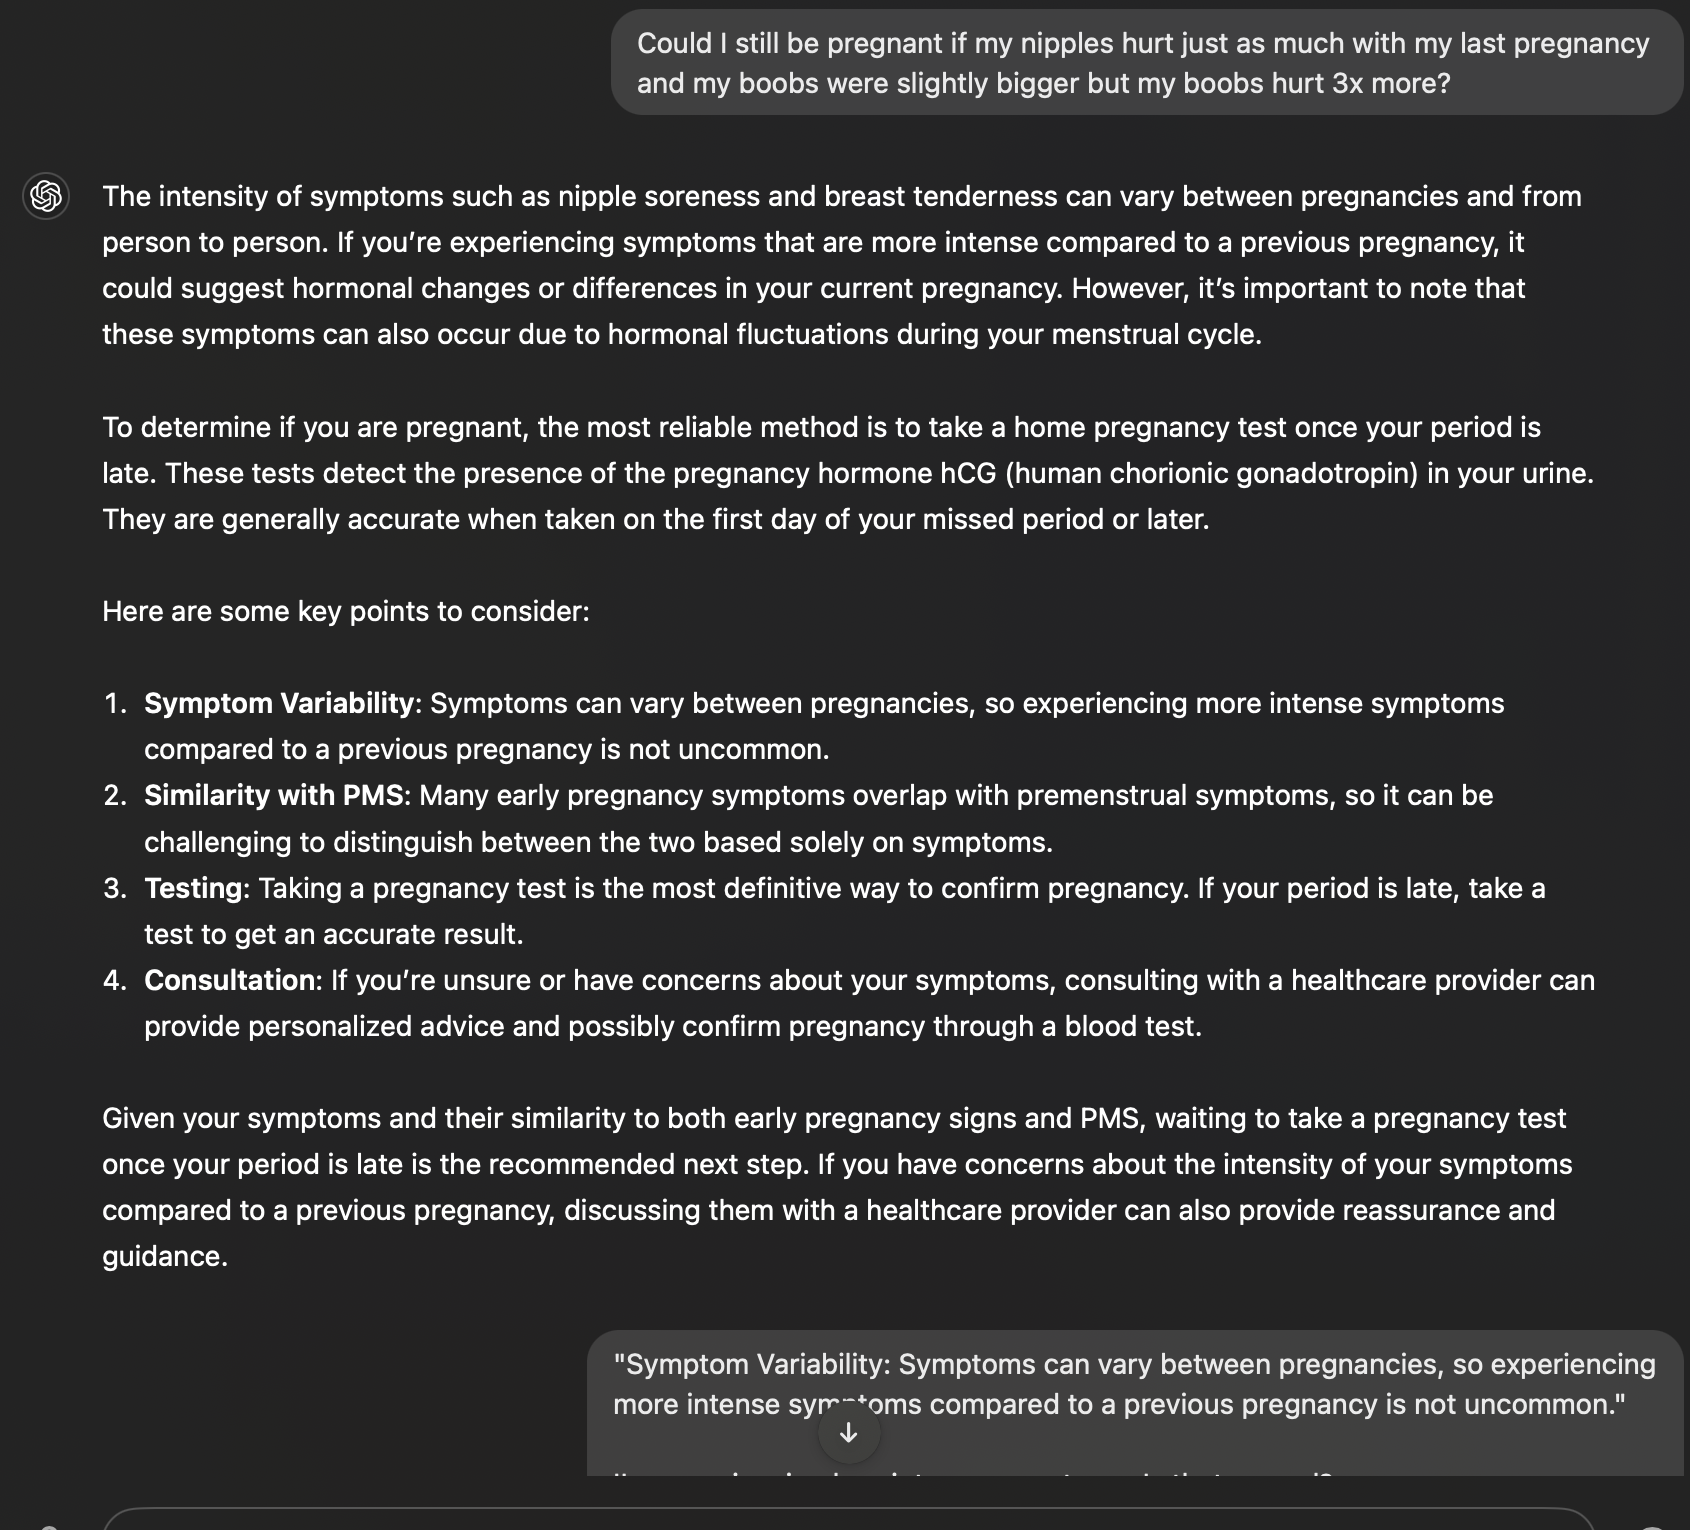 Could I still be pregnant if my nipples hurt just as much with my last pregnancy
and my boobs were slightly bigger but my boobs hurt 3x more?
The intensity of symptoms such as nipple soreness and breast tenderness can vary between pregnancies and from
person to person. If you’re experiencing symptoms that are more intense compared to a previous pregnancy, it
could suggest hormonal changes or differences in your current pregnancy. However, it’s important to note that
these symptoms can also occur due to hormonal fluctuations during your menstrual cycle.
To determine if you are pregnant, the most reliable method is to take a home pregnancy test once your period is
late. These tests detect the presence of the pregnancy hormone hCG (human chorionic gonadotropin) in your urine.
They are generally accurate when taken on the first day of your missed period or later.
Here are some key points to consider:
1. Symptom Variability: Symptoms can vary between pregnancies, so experiencing more intense symptoms
compared to a previous pregnancy is not uncommon.
2. Similarity with PMS: Many early pregnancy symptoms overlap with premenstrual symptoms, so it can be
challenging to distinguish between the two based solely on symptoms.
3. Testing: Taking a pregnancy test is the most definitive way to confirm pregnancy. If your period is late, take a
test to get an accurate result.
4. Consultation: If you’re unsure or have concerns about your symptoms, consulting with a healthcare provider can
provide personalized advice and possibly confirm pregnancy through a blood test.
Given your symptoms and their similarity to both early pregnancy signs and PMS, waiting to take a pregnancy test
once your period is late is the recommended next step. If you have concerns about the intensity of your symptoms
compared to a previous pregnancy, discussing them with a healthcare provider can also provide reassurance and
guidance.
"Symptom Variability: Symptoms can vary between pregnancies, so experiencing
more intense symptoms compared to a previous pregnancy is not uncommon."